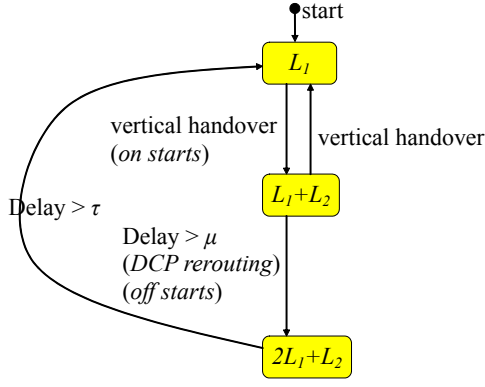 start
L1
vertical handover
(on starts)
vertical handover
L1+L2
Delay > τ
Delay > μ
(DCP rerouting)
(off starts)
2L1+L2